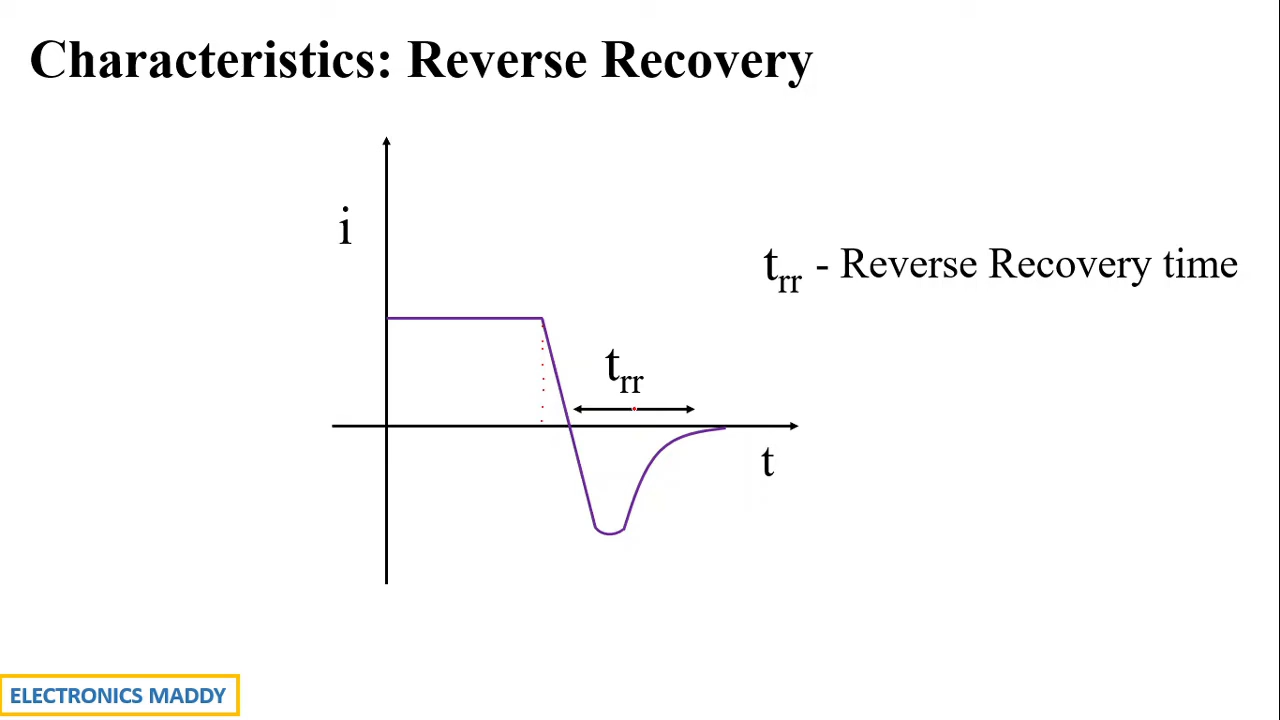 Characteristics: Reverse Recovery
i
trr - Reverse Recovery time
trr
t
ELECTRONICS MADDY